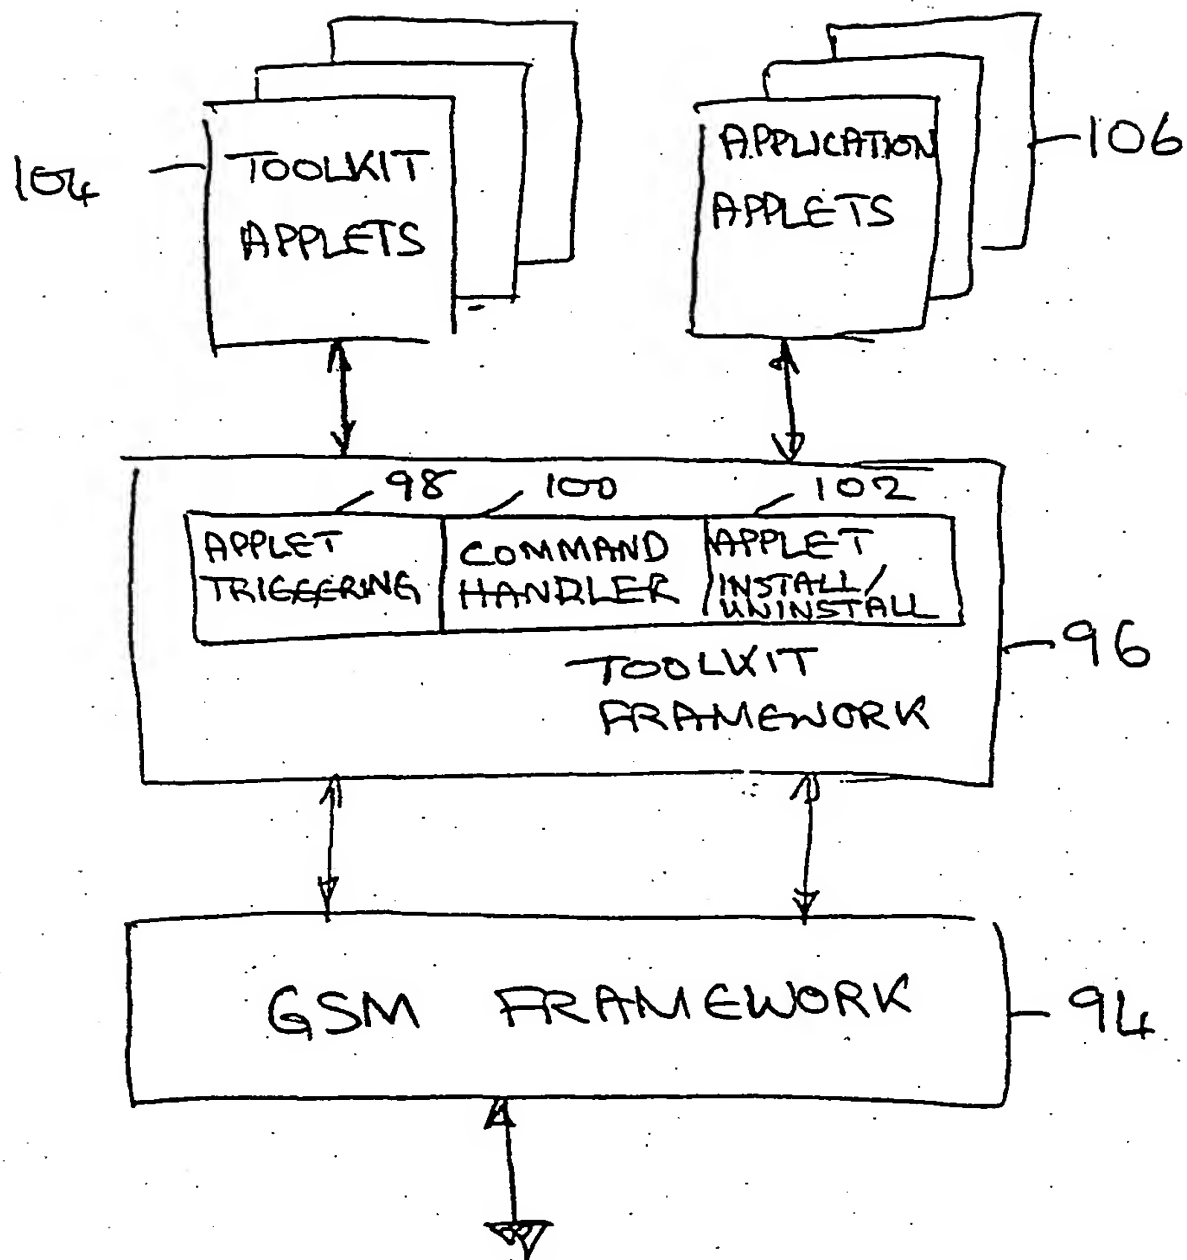 104
TOOLKIT
APPLETS
APPLICATION
APPLETS
106
98
100
102
APPLET
TRIGGERING
COMMAND
HANDLER
APPLET
INSTALL/
UNINSTALL
TOOLKIT
FRAMEWORK
96
GSM FRAMEWORK
94